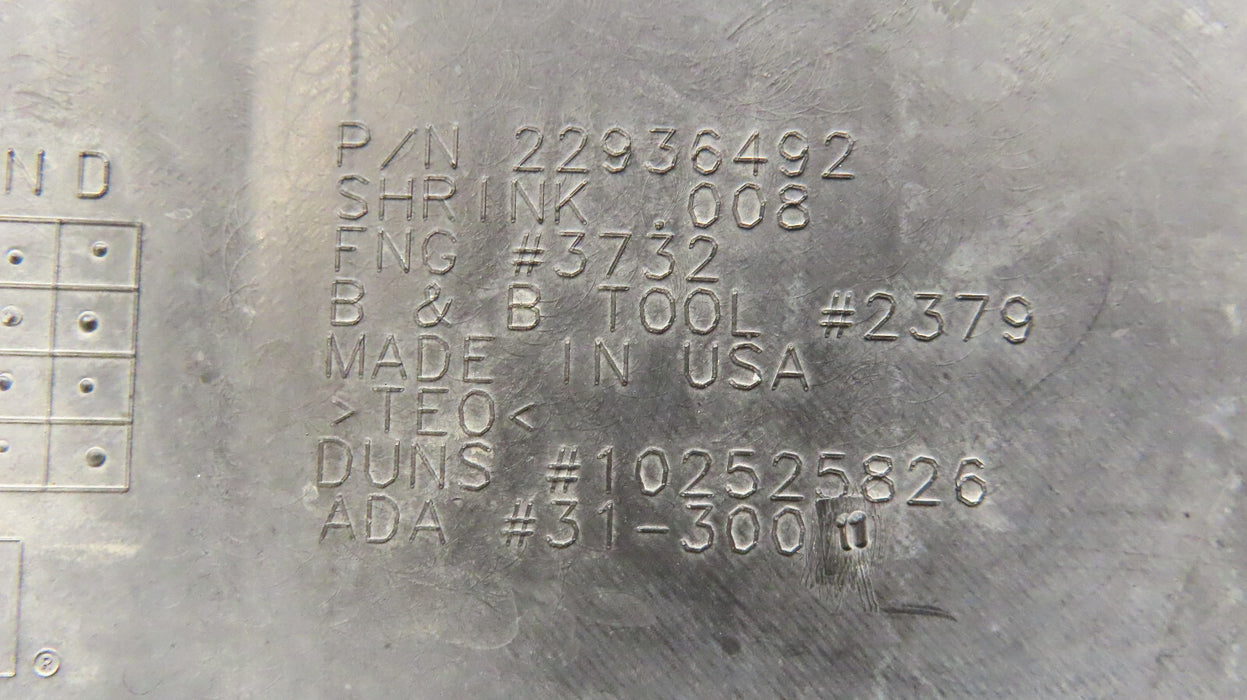 N D
P/N 22936492
SHRINK .008
FNG #3732
B & B TOOL #2379
MADE IN USA
>TEO<
DUNS #102525826
ADA #31-300
®